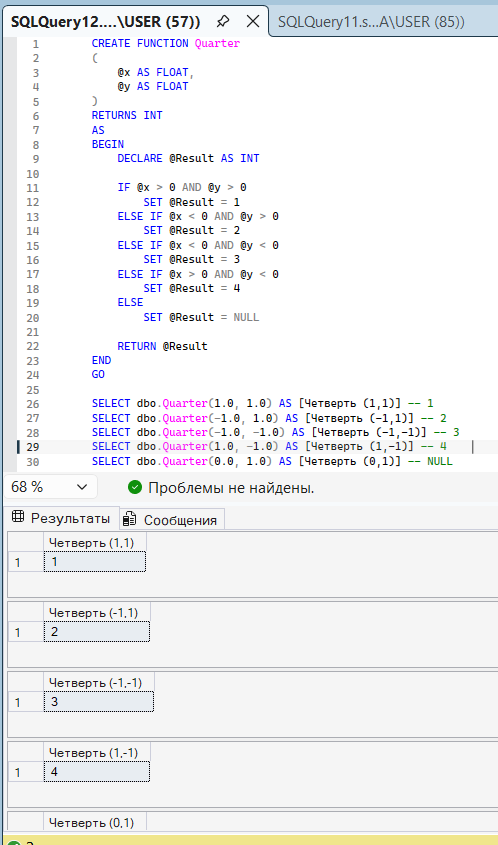 SQLQuery12....\USER (57))
SQLQuery11.s...A\USER (85))
1 CREATE FUNCTION Quarter
2 (
3 @x AS FLOAT,
4 @y AS FLOAT
5 )
6 RETURNS INT
7 AS
8 BEGIN
9 DECLARE @Result AS INT
10
11 IF @x > 0 AND @y > 0
12 SET @Result = 1
13 ELSE IF @x < 0 AND @y > 0
14 SET @Result = 2
15 ELSE IF @x < 0 AND @y < 0
16 SET @Result = 3
17 ELSE IF @x > 0 AND @y < 0
18 SET @Result = 4
19 ELSE
20 SET @Result = NULL
21
22 RETURN @Result
23 END
24 GO
25
26 SELECT dbo.Quarter(1.0, 1.0) AS [Четверть (1,1)] -- 1
27 SELECT dbo.Quarter(-1.0, 1.0) AS [Четверть (-1,1)] -- 2
28 SELECT dbo.Quarter(-1.0, -1.0) AS [Четверть (-1,-1)] -- 3
29 SELECT dbo.Quarter(1.0, -1.0) AS [Четверть (1,-1)] -- 4
30 SELECT dbo.Quarter(0.0, 1.0) AS [Четверть (0,1)] -- NULL
68 %
Проблемы не найдены.
Результаты
Сообщения
Четверть (1,1)
1 1
Четверть (-1,1)
1 2
Четверть (-1,-1)
1 3
Четверть (1,-1)
1 4
Четверть (0,1)